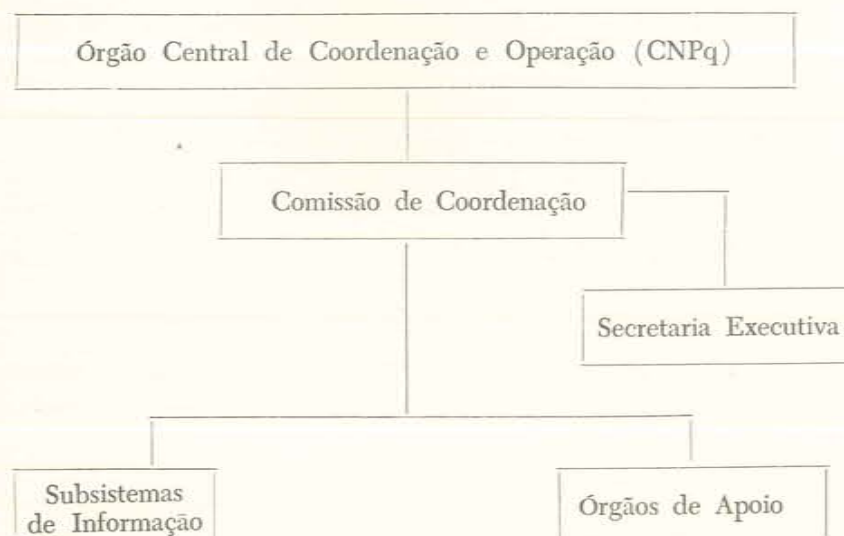 Órgão Central de Coordenação e Operação (CNPq)
Comissão de Coordenação
Secretaria Executiva
Subsistemas
de Informação
Órgãos de Apoio